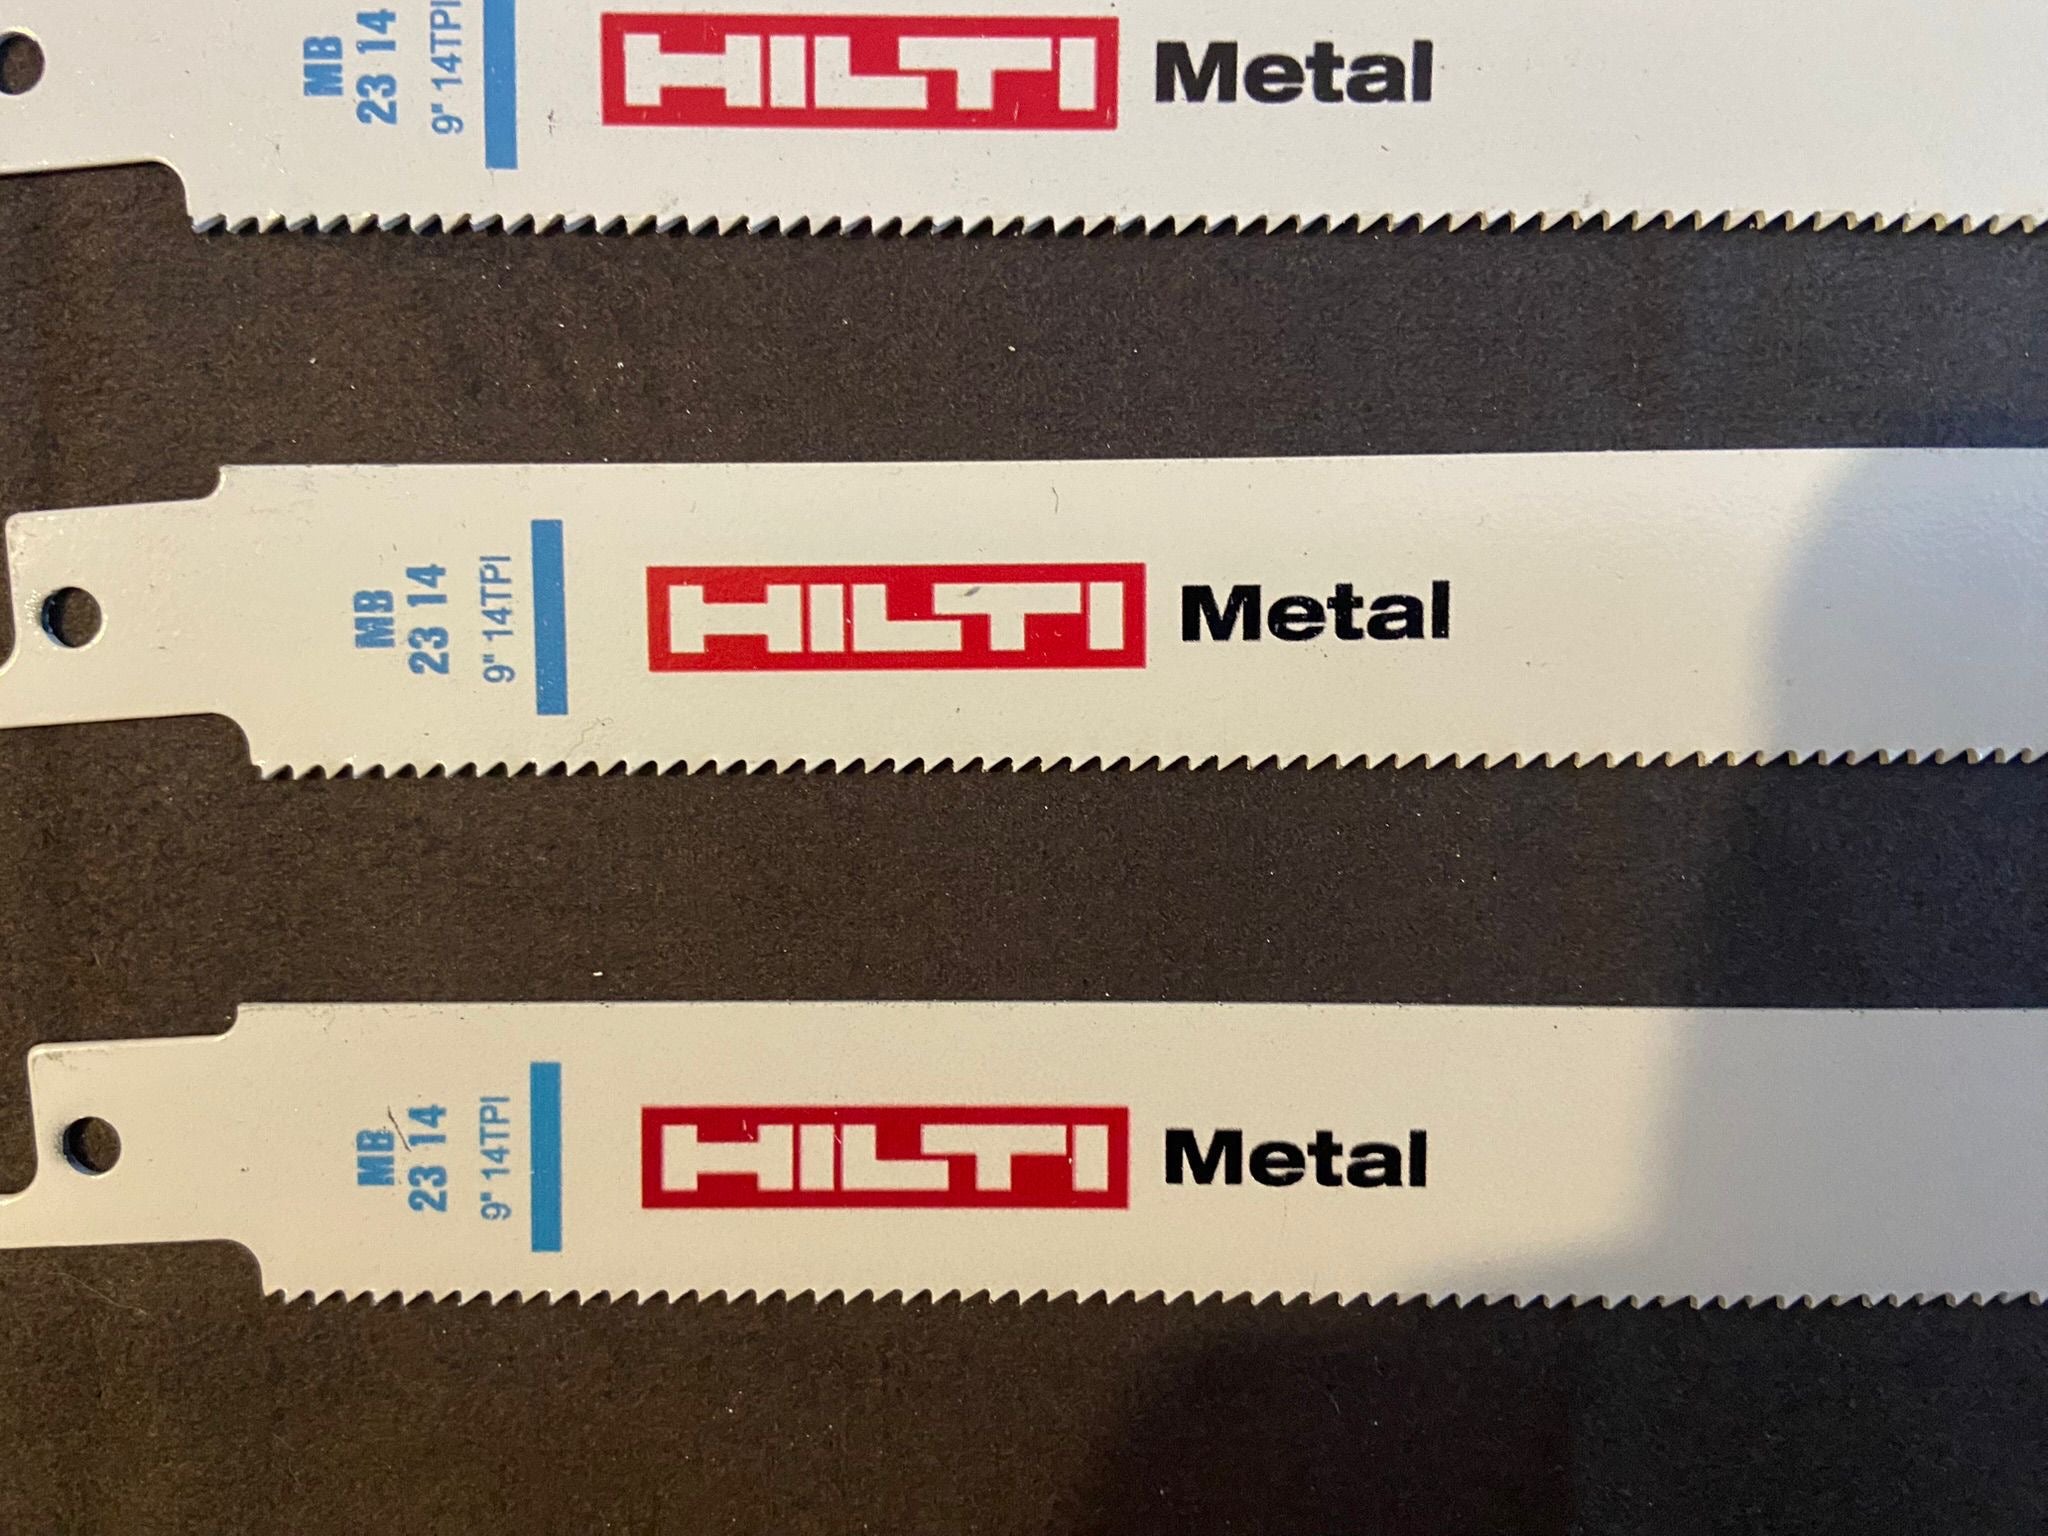 MB
23 14
9" 14TPI
HILTI Metal
MB
23 14
9" 14TPI
HILTI Metal
MB
23 14
9" 14TPI
HILTI Metal